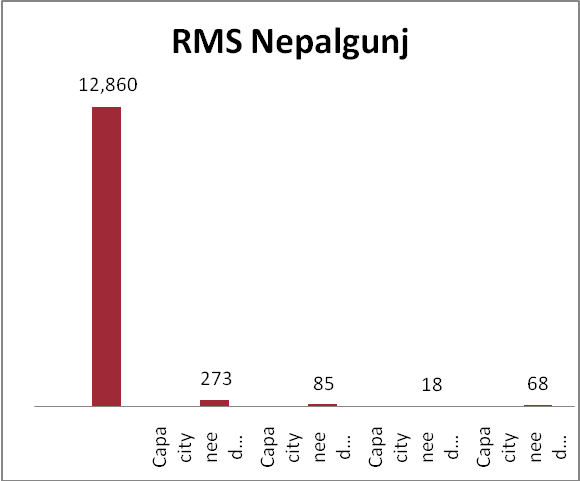 RMS Nepalgunj
12,860
273
85
18
68
Capa
city
nee
d...
Capa
city
nee
d...
Capa
city
nee
d...
Capa
city
nee
d...